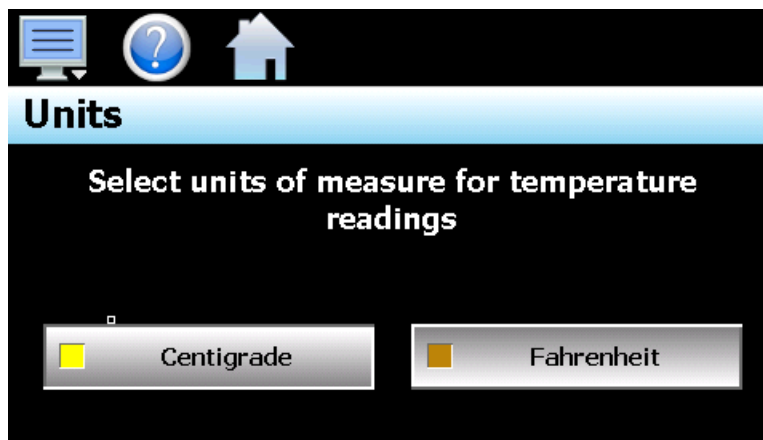 ?
Units
Select units of measure for temperature
readings
Centigrade
Fahrenheit